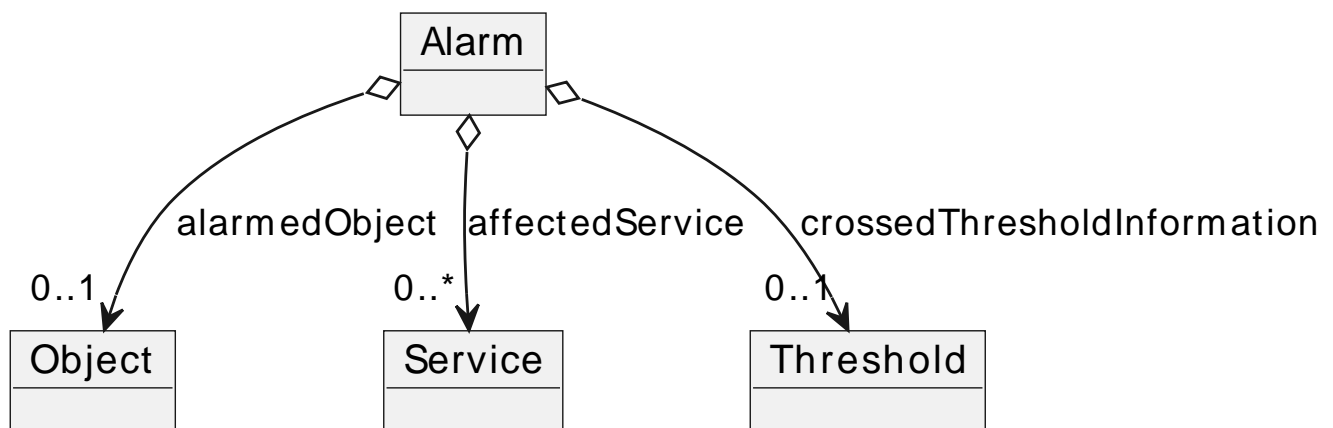 Alarm
alarmedObject
affectedService
crossedThresholdInformation
0..1
0..*
0..1
Object
Service
Threshold